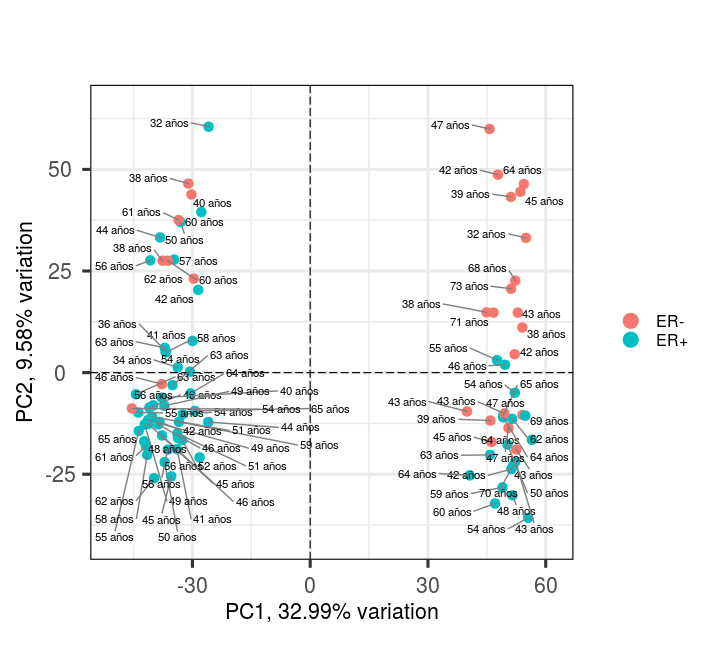 32 años
47 años
38 años
42 años
64 años
40 años
39 años
45 años
61 años
60 años
44 años
50 años
32 años
38 años
57 años
56 años
62 años
60 años
68 años
42 años
73 años
38 años
71 años
43 años
38 años
36 años
41 años
58 años
63 años
34 años
54 años
63 años
55 años
42 años
46 años
46 años
63 años
64 años
54 años
65 años
56 años
46 años
49 años
40 años
43 años
43 años
47 años
55 años
54 años
54 años
65 años
39 años
69 años
42 años
51 años
44 años
65 años
48 años
46 años
49 años
59 años
45 años
64 años
62 años
61 años
56 años
52 años
51 años
63 años
47 años
64 años
56 años
45 años
64 años
42 años
43 años
62 años
49 años
46 años
59 años
70 años
50 años
58 años
45 años
41 años
60 años
48 años
55 años
50 años
54 años
43 años
50
25
0
-25
-30
0
30
60
PC1, 32.99% variation
PC2, 9.58% variation
ER-
ER+